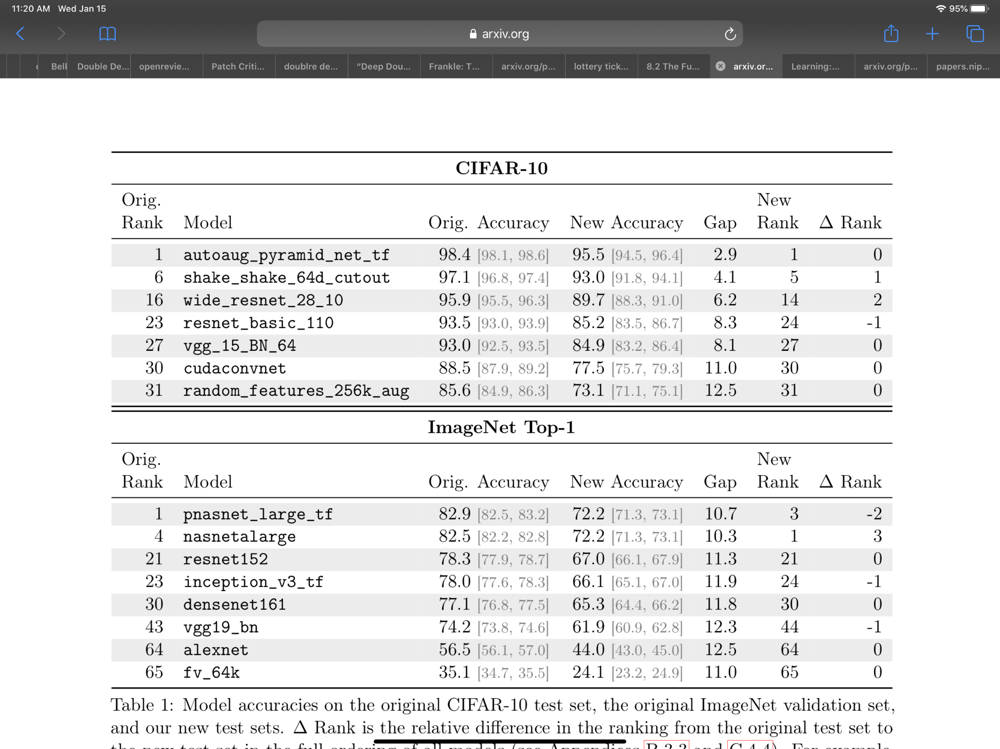 11:20 AM Wed Jan 15
95%
arxiv.org
Bell
Double De...
openrevie...
Patch Criti...
doublre de...
“Deep Dou...
Frankle: T...
arxiv.org/p...
lottery tick...
8.2 The Fu...
arxiv.or...
Learning:...
arxiv.org/p...
papers.nip...
CIFAR-10
Orig. New
Rank Model Orig. Accuracy New Accuracy Gap Rank Δ Rank
1 autoaug_pyramid_net_tf 98.4 [98.1, 98.6] 95.5 [94.5, 96.4] 2.9 1 0
6 shake_shake_64d_cutout 97.1 [96.8, 97.4] 93.0 [91.8, 94.1] 4.1 5 1
16 wide_resnet_28_10 95.9 [95.5, 96.3] 89.7 [88.3, 91.0] 6.2 14 2
23 resnet_basic_110 93.5 [93.0, 93.9] 85.2 [83.5, 86.7] 8.3 24 -1
27 vgg_15_BN_64 93.0 [92.5, 93.5] 84.9 [83.2, 86.4] 8.1 27 0
30 cudaconvnet 88.5 [87.9, 89.2] 77.5 [75.7, 79.3] 11.0 30 0
31 random_features_256k_aug 85.6 [84.9, 86.3] 73.1 [71.1, 75.1] 12.5 31 0
ImageNet Top-1
Orig. New
Rank Model Orig. Accuracy New Accuracy Gap Rank Δ Rank
1 pnasnet_large_tf 82.9 [82.5, 83.2] 72.2 [71.3, 73.1] 10.7 3 -2
4 nasnetalarge 82.5 [82.2, 82.8] 72.2 [71.3, 73.1] 10.3 1 3
21 resnet152 78.3 [77.9, 78.7] 67.0 [66.1, 67.9] 11.3 21 0
23 inception_v3_tf 78.0 [77.6, 78.3] 66.1 [65.1, 67.0] 11.9 24 -1
30 densenet161 77.1 [76.8, 77.5] 65.3 [64.4, 66.2] 11.8 30 0
43 vgg19_bn 74.2 [73.8, 74.6] 61.9 [60.9, 62.8] 12.3 44 -1
64 alexnet 56.5 [56.1, 57.0] 44.0 [43.0, 45.0] 12.5 64 0
65 fv_64k 35.1 [34.7, 35.5] 24.1 [23.2, 24.9] 11.0 65 0
Table 1: Model accuracies on the original CIFAR-10 test set, the original ImageNet validation set,
and our new test sets. Δ Rank is the relative difference in the ranking from the original test set to
the new test set in the full ordering of all models (see Appendices and C.4.4). For example,